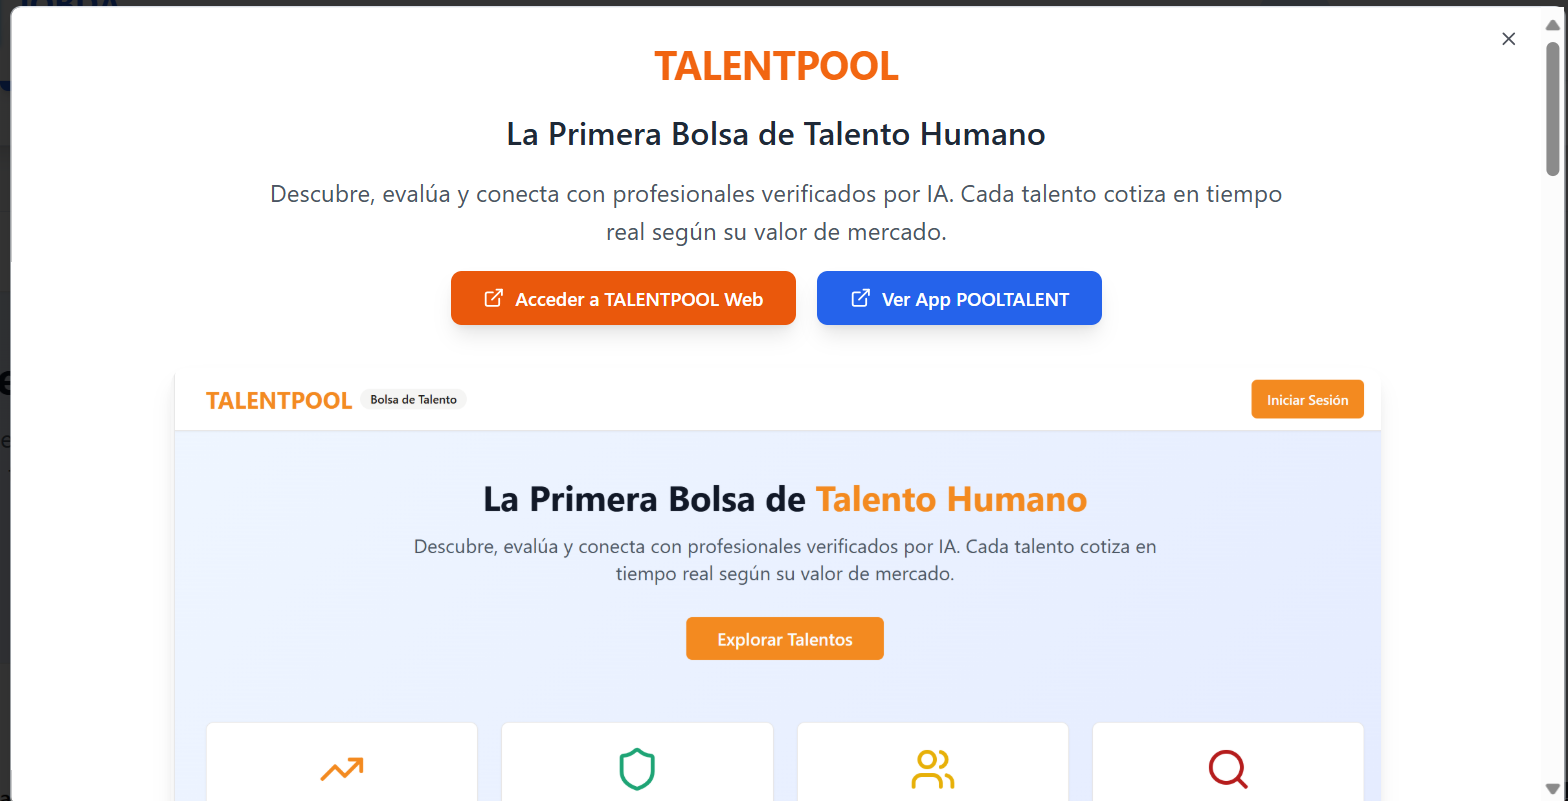 TALENTPOOL
La Primera Bolsa de Talento Humano
Descubre, evalúa y conecta con profesionales verificados por IA. Cada talento cotiza en tiempo
real según su valor de mercado.
Acceder a TALENTPOOL Web
Ver App POOLTALENT
TALENTPOOL
Bolsa de Talento
Iniciar Sesión
La Primera Bolsa de Talento Humano
Descubre, evalúa y conecta con profesionales verificados por IA. Cada talento cotiza en
tiempo real según su valor de mercado.
Explorar Talentos